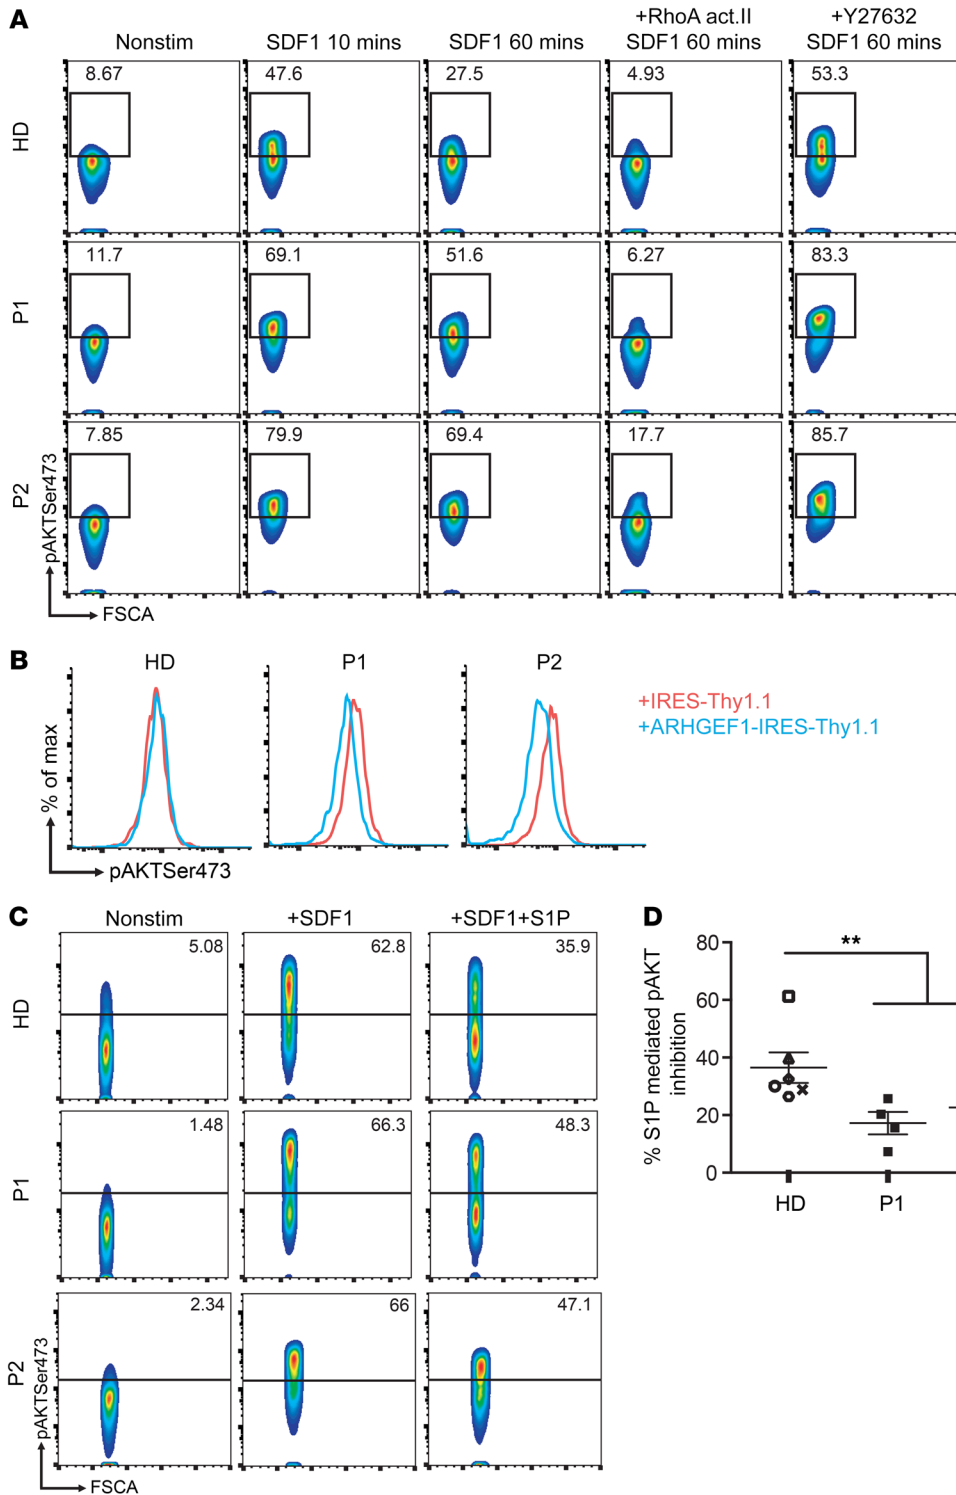 A
Nonstim
SDF1 10 mins
SDF1 60 mins
+RhoA act.II
SDF1 60 mins
+Y27632
SDF1 60 mins
HD
8.67
47.6
27.5
4.93
53.3
P1
11.7
69.1
51.6
6.27
83.3
P2
7.85
79.9
69.4
17.7
85.7
pAKTSer473
FSCA
B
HD
P1
P2
% of max
pAKTSer473
+IRES-Thy1.1
+ARHGEF1-IRES-Thy1.1
C
Nonstim
+SDF1
+SDF1+S1P
HD
5.08
62.8
35.9
P1
1.48
66.3
48.3
P2
2.34
66
47.1
pAKTSer473
FSCA
D
% S1P mediated pAKT
inhibition
80
60
40
20
0
**
HD
P1